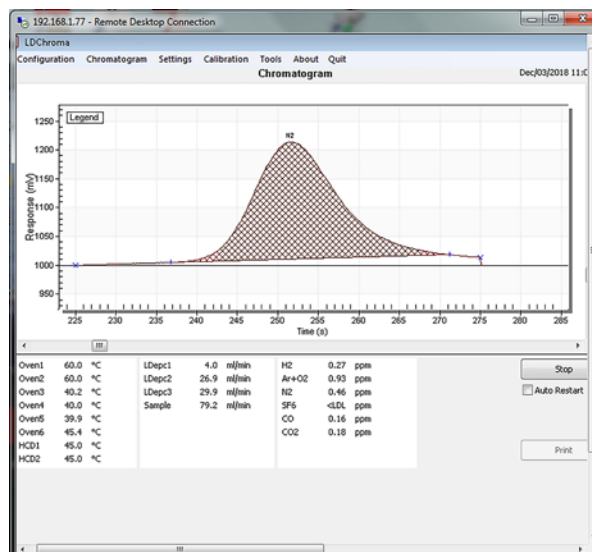 192.168.1.77 - Remote Desktop Connection
LDChroma
Configuration Chromatogram Settings Calibration Tools About Quit
Chromatogram
Dec/03/2018 11:0
Legend
N2
Response (mV)
1250
1200
1150
1100
1050
1000
950
225 230 235 240 245 250 255 260 265 270 275 280 285
Time (s)
Oven1 60.0 °C LDepc1 4.0 ml/min H2 0.27 ppm
Oven2 60.0 °C LDepc2 26.9 ml/min Ar+O2 0.93 ppm
Oven3 40.2 °C LDepc3 29.9 ml/min N2 0.46 ppm
Oven4 40.0 °C Sample 79.2 ml/min SF6 <LDL ppm
Oven5 39.9 °C CO 0.16 ppm
Oven6 45.4 °C CO2 0.18 ppm
HCD1 45.0 °C
HCD2 45.0 °C
Stop
Auto Restart
Print